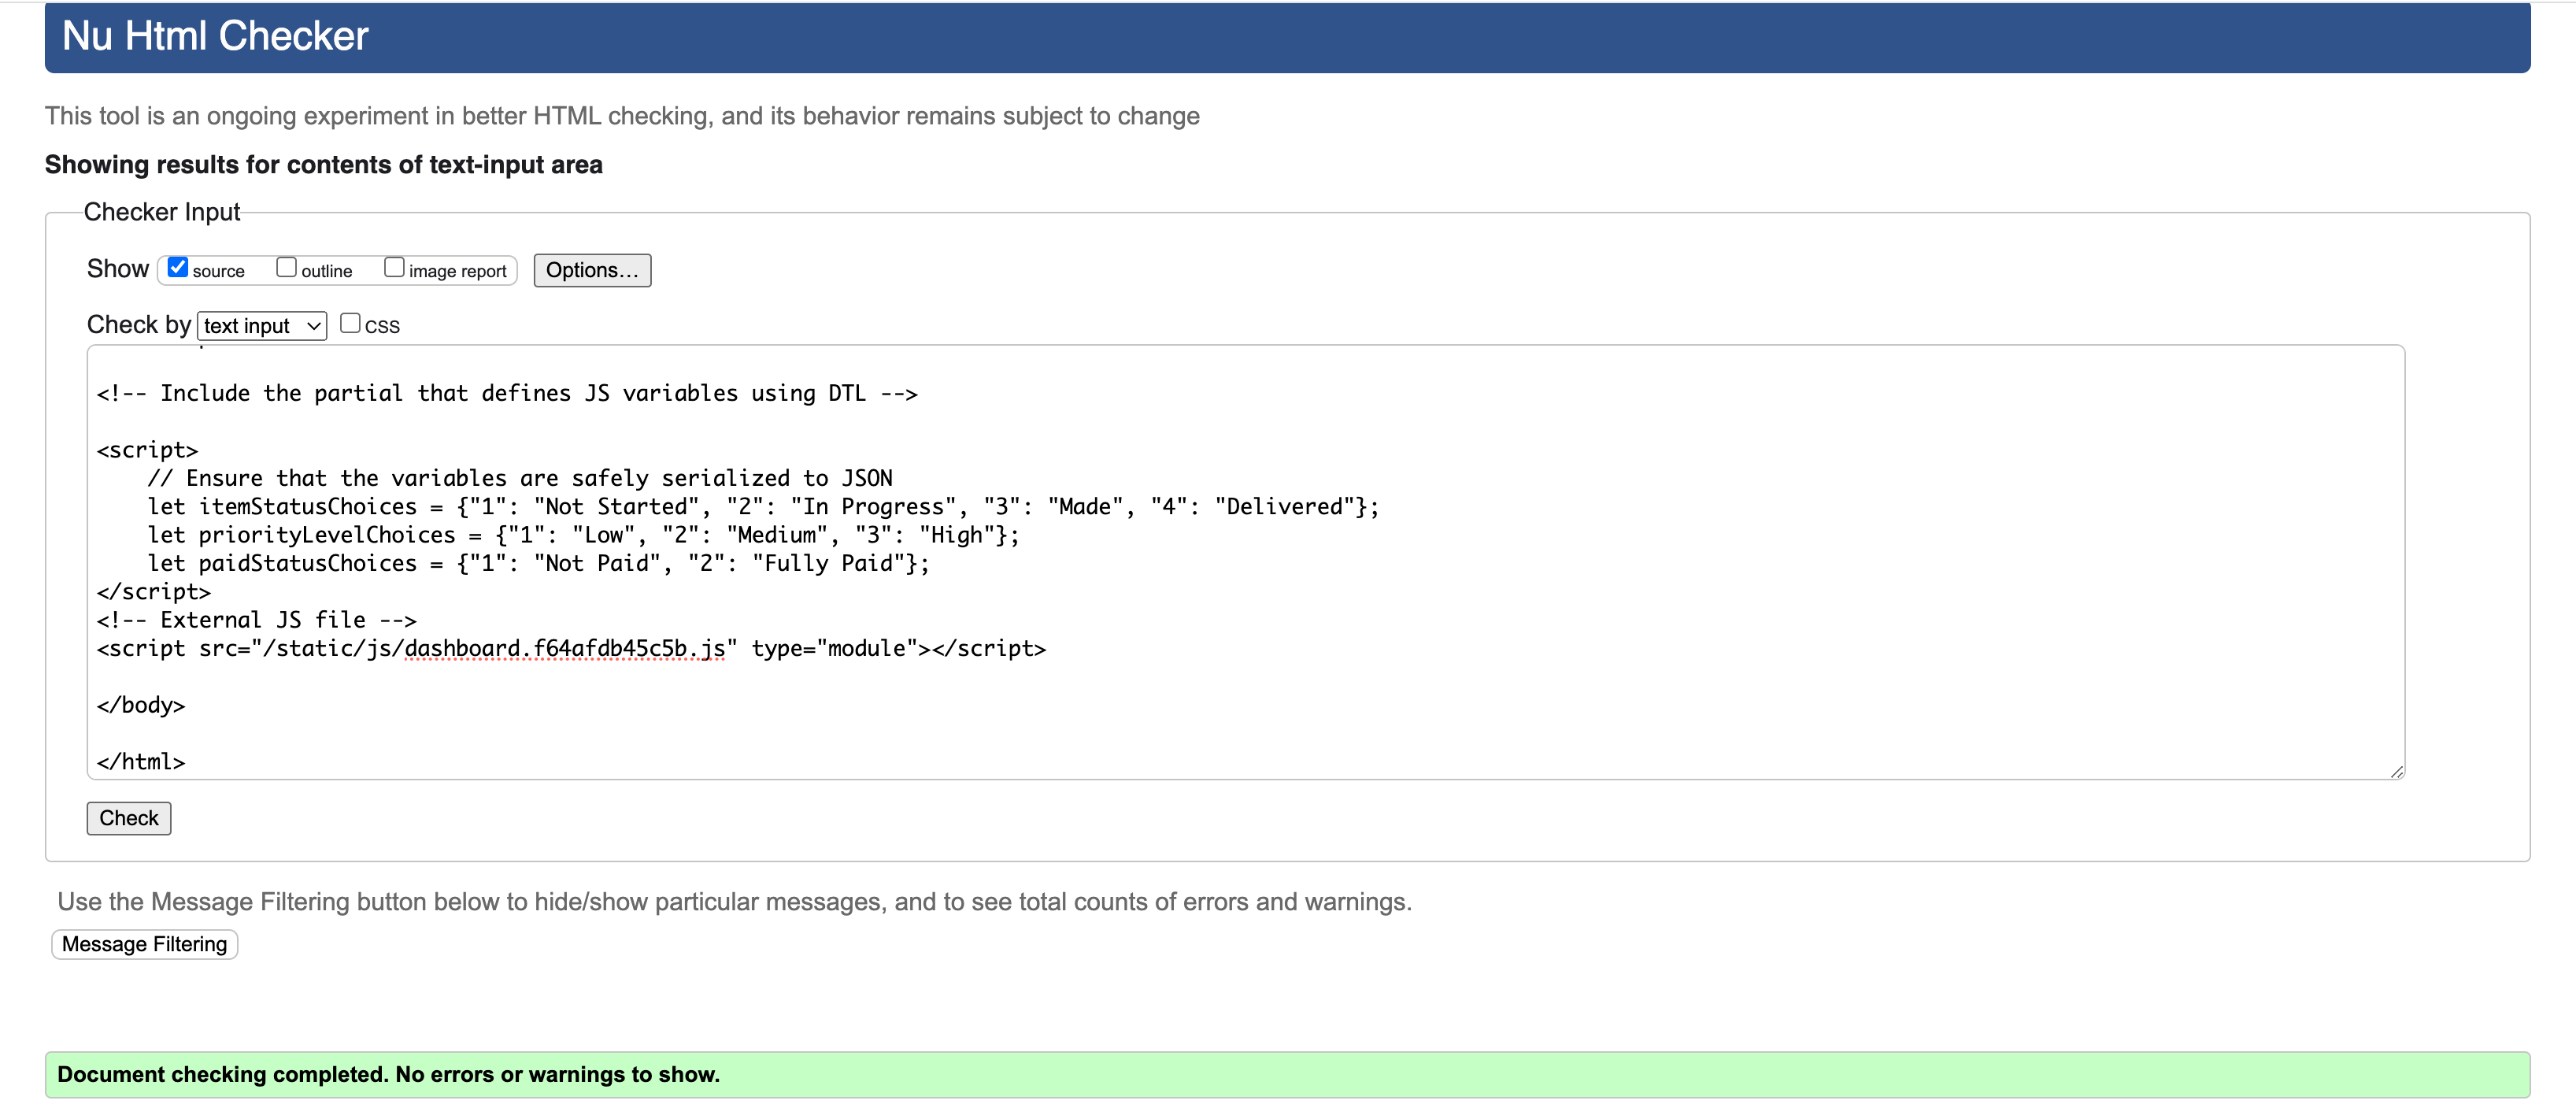 Nu Html Checker
This tool is an ongoing experiment in better HTML checking, and its behavior remains subject to change
Showing results for contents of text-input area
Checker Input
Show source outline image report Options...
Check by text input CSS
<!-- Include the partial that defines JS variables using DTL -->
<script>
// Ensure that the variables are safely serialized to JSON
let itemStatusChoices = {"1": "Not Started", "2": "In Progress", "3": "Made", "4": "Delivered"};
let priorityLevelChoices = {"1": "Low", "2": "Medium", "3": "High"};
let paidStatusChoices = {"1": "Not Paid", "2": "Fully Paid"};
</script>
<!-- External JS file -->
<script src="/static/js/dashboard.f64afdb45c5b.js" type="module"></script>
</body>
</html>
Check
Use the Message Filtering button below to hide/show particular messages, and to see total counts of errors and warnings.
Message Filtering
Document checking completed. No errors or warnings to show.